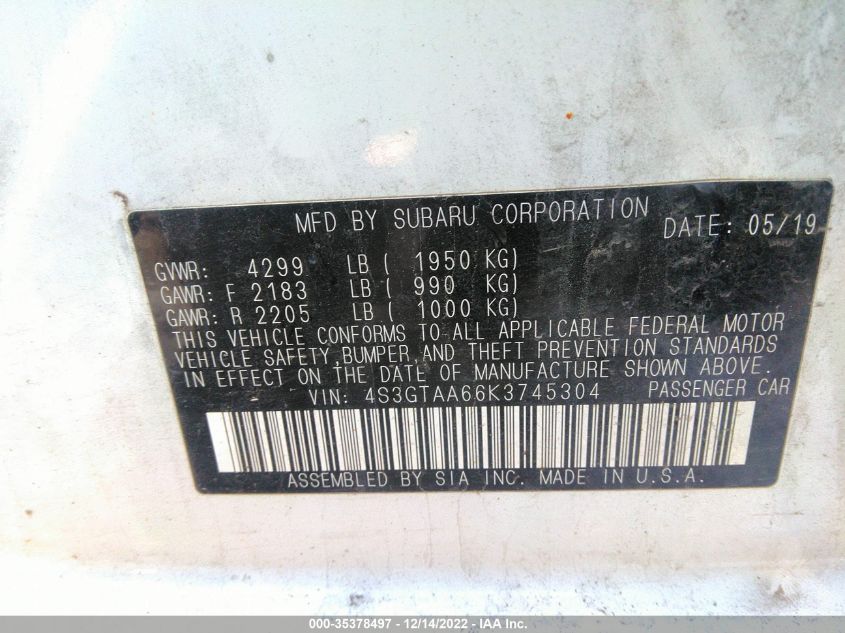 MFD BY SUBARU CORPORATION DATE: 05/19
GVWR: 4299 LB ( 1950 KG)
GAWR: F 2183 LB ( 990 KG)
GAWR: R 2205 LB ( 1000 KG)
THIS VEHICLE CONFORMS TO ALL APPLICABLE FEDERAL MOTOR
VEHICLE SAFETY,BUMPER,AND THEFT PREVENTION STANDARDS
IN EFFECT ON THE DATE OF MANUFACTURE SHOWN ABOVE.
VIN: 4S3GTAA66K3745304 PASSENGER CAR
ASSEMBLED BY SIA INC. MADE IN U.S.A.
000-35378497 - 12/14/2022 - IAA Inc.